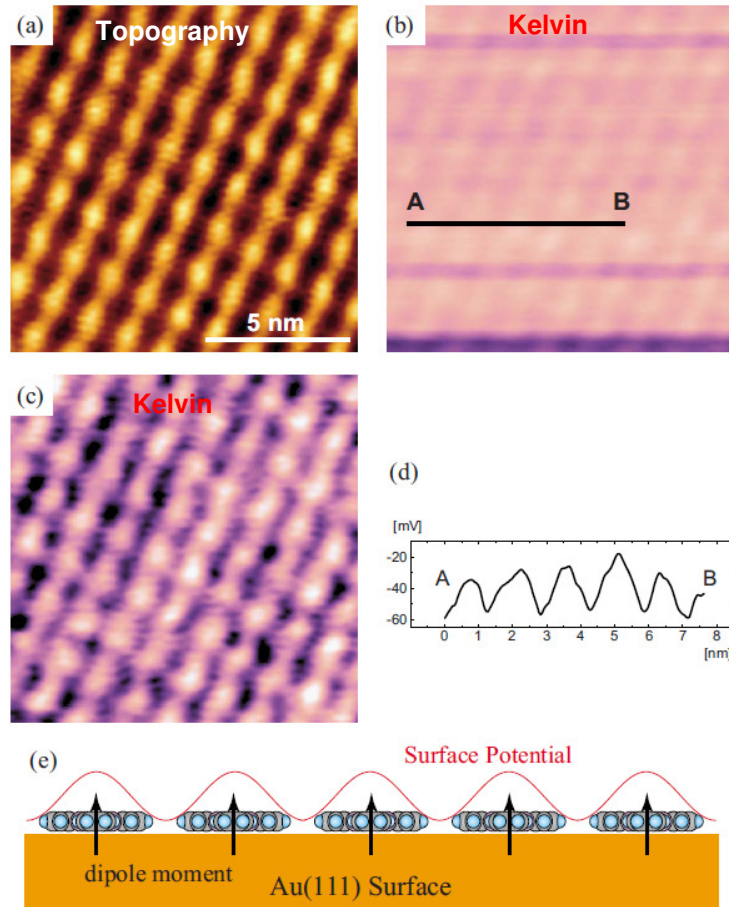 (a)
Topography
5 nm
(b)
Kelvin
A B
(c)
Kelvin
(d)
[mV]
-20
-40
-60
A B
0 1 2 3 4 5 6 7
[nm]
(e)
Surface Potential
dipole moment
Au(111) Surface